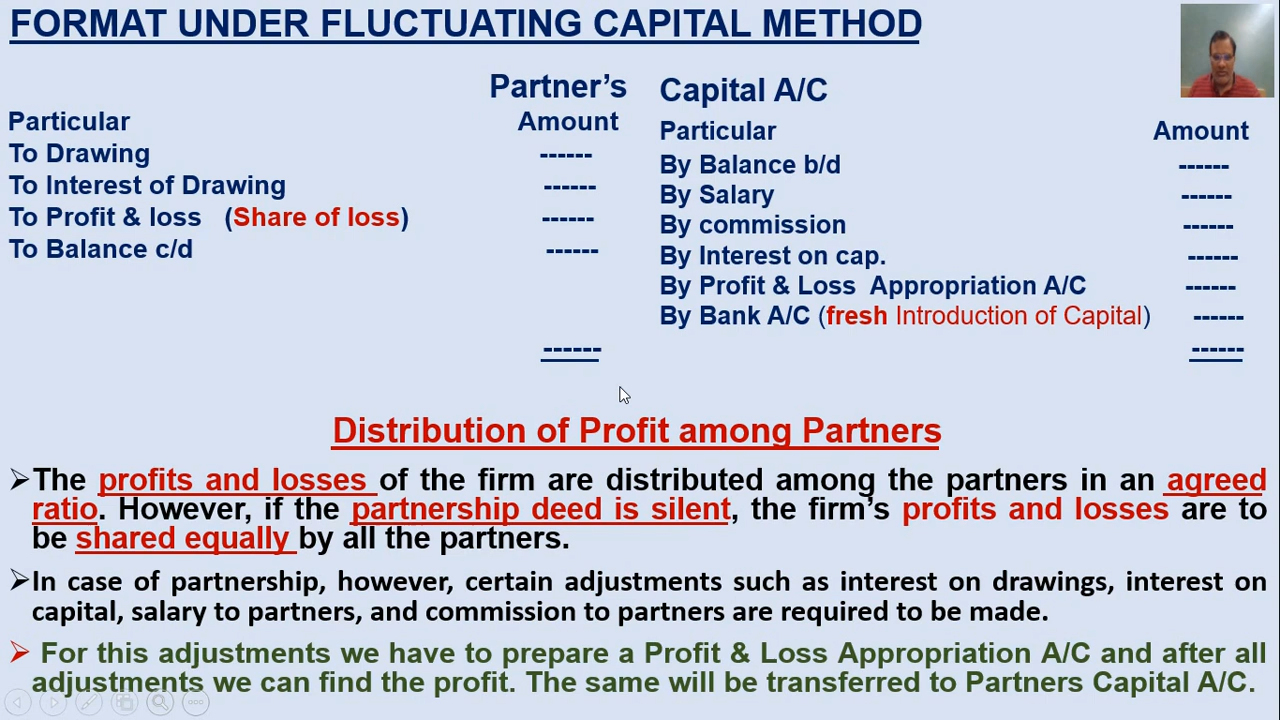 FORMAT UNDER FLUCTUATING CAPITAL METHOD
Partner's Capital A/C
Particular Amount Particular Amount
To Drawing ------ By Balance b/d ------
To Interest of Drawing ------ By Salary ------
To Profit & loss (Share of loss) ------ By commission ------
To Balance c/d ------ By Interest on cap. ------
By Profit & Loss Appropriation A/C ------
By Bank A/C (fresh Introduction of Capital) ------
------ ------
Distribution of Profit among Partners
➢The profits and losses of the firm are distributed among the partners in an agreed
ratio. However, if the partnership deed is silent, the firm's profits and losses are to
be shared equally by all the partners.
➢In case of partnership, however, certain adjustments such as interest on drawings, interest on
capital, salary to partners, and commission to partners are required to be made.
➢ For this adjustments we have to prepare a Profit & Loss Appropriation A/C and after all
adjustments we can find the profit. The same will be transferred to Partners Capital A/C.